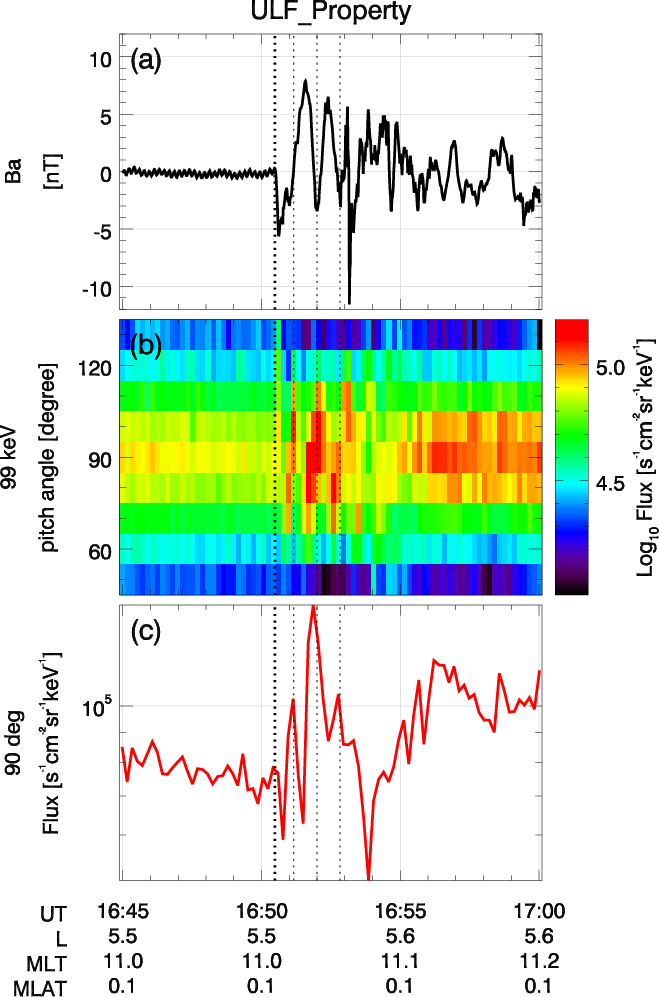 ULF_Property
(a)
Ba
[nT]
10
5
0
-5
-10
(b)
99 keV
pitch angle [degree]
120
90
60
5.0
4.5
Log10 Flux [s-1cm-2sr-1keV-1]
(c)
90 deg
Flux [s-1cm-2sr-1keV-1]
10^5
UT 16:45 16:50 16:55 17:00
L 5.5 5.5 5.6 5.6
MLT 11.0 11.0 11.1 11.2
MLAT 0.1 0.1 0.1 0.1